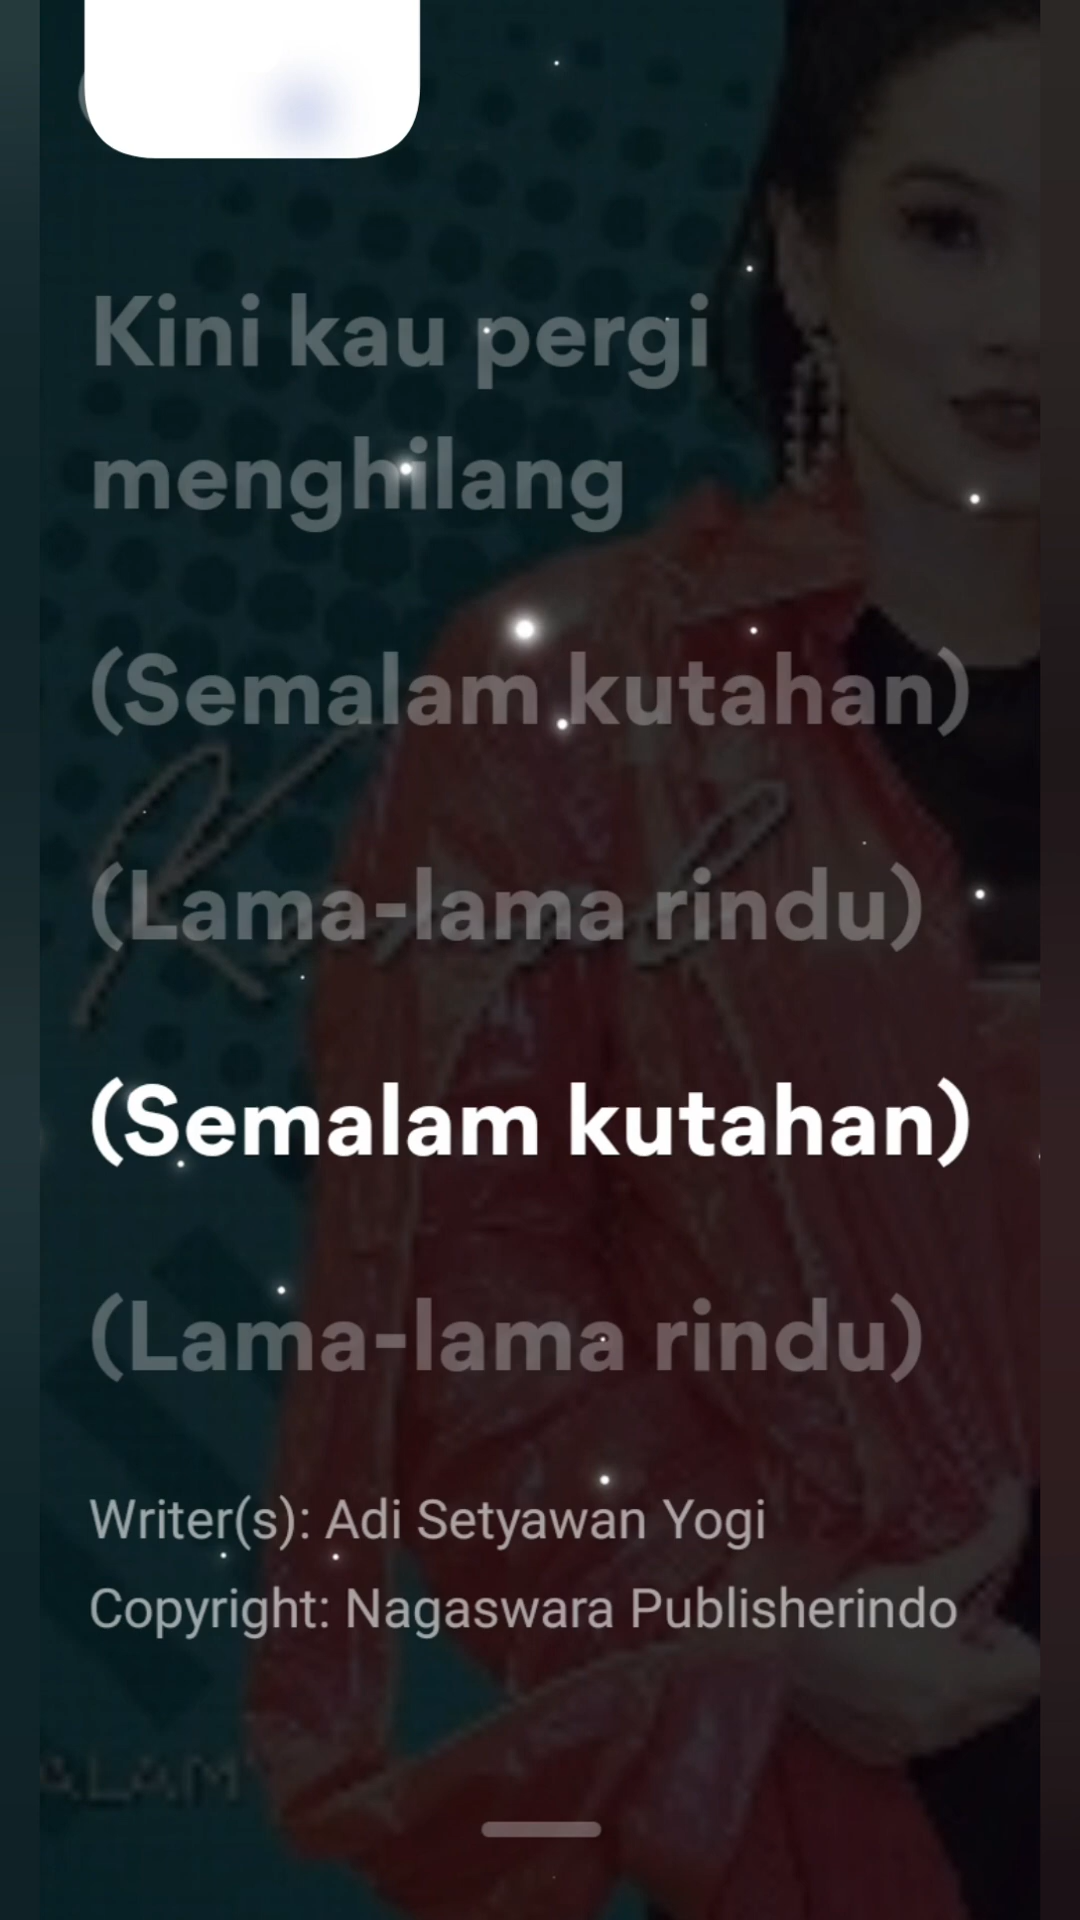 Kini kau pergi
menghilang
(Semalam kutahan)
(Lama-lama rindu)
(Semalam kutahan)
(Lama-lama rindu)
Writer(s): Adi Setyawan Yogi
Copyright: Nagaswara Publisherindo
ALAM